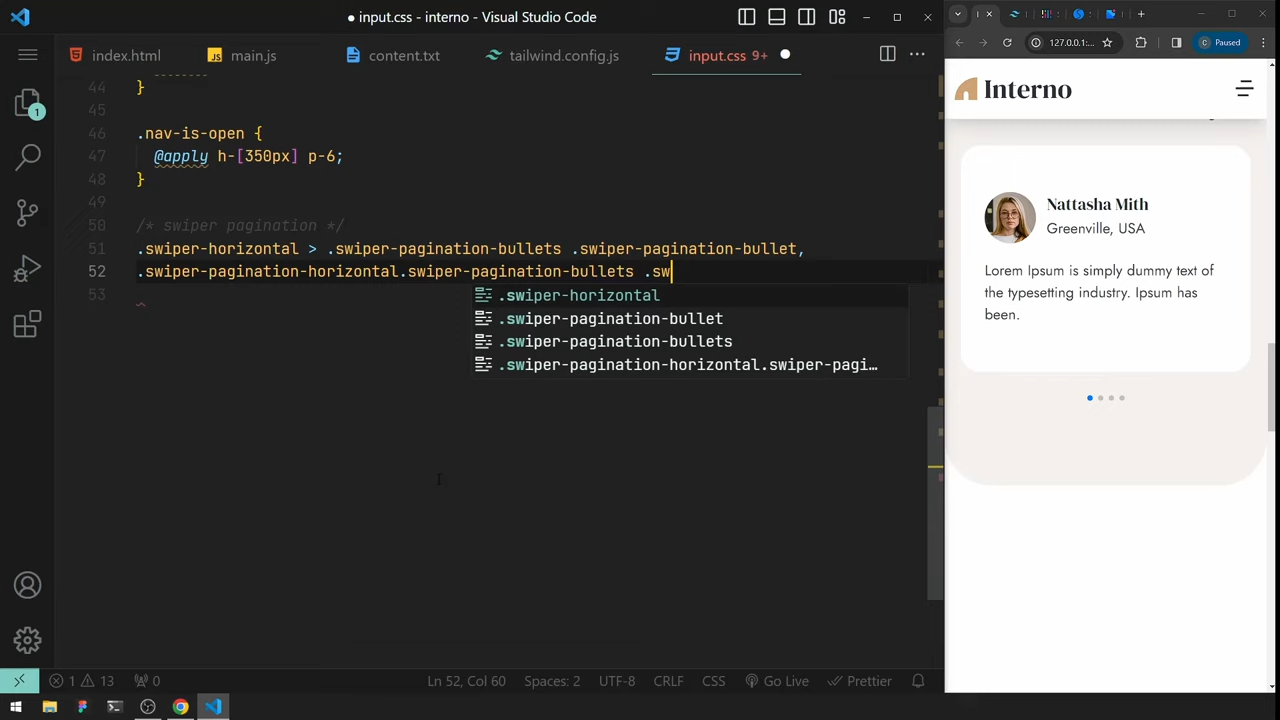 input.css - interno - Visual Studio Code
index.html
main.js
content.txt
tailwind.config.js
input.css 9+
44 }
45
46 .nav-is-open {
47 @apply h-[350px] p-6;
48 }
49
50 /* swiper pagination */
51 .swiper-horizontal > .swiper-pagination-bullets .swiper-pagination-bullet,
52 .swiper-pagination-horizontal.swiper-pagination-bullets .sw
53
.swiper-horizontal
.swiper-pagination-bullet
.swiper-pagination-bullets
.swiper-pagination-horizontal.swiper-pagi…
1
1 13 0 Ln 52, Col 60 Spaces: 2 UTF-8 CRLF CSS Go Live Prettier
127.0.0.1:...
C Paused
Interno
Nattasha Mith
Greenville, USA
Lorem Ipsum is simply dummy text of
the typesetting industry. Ipsum has
been.